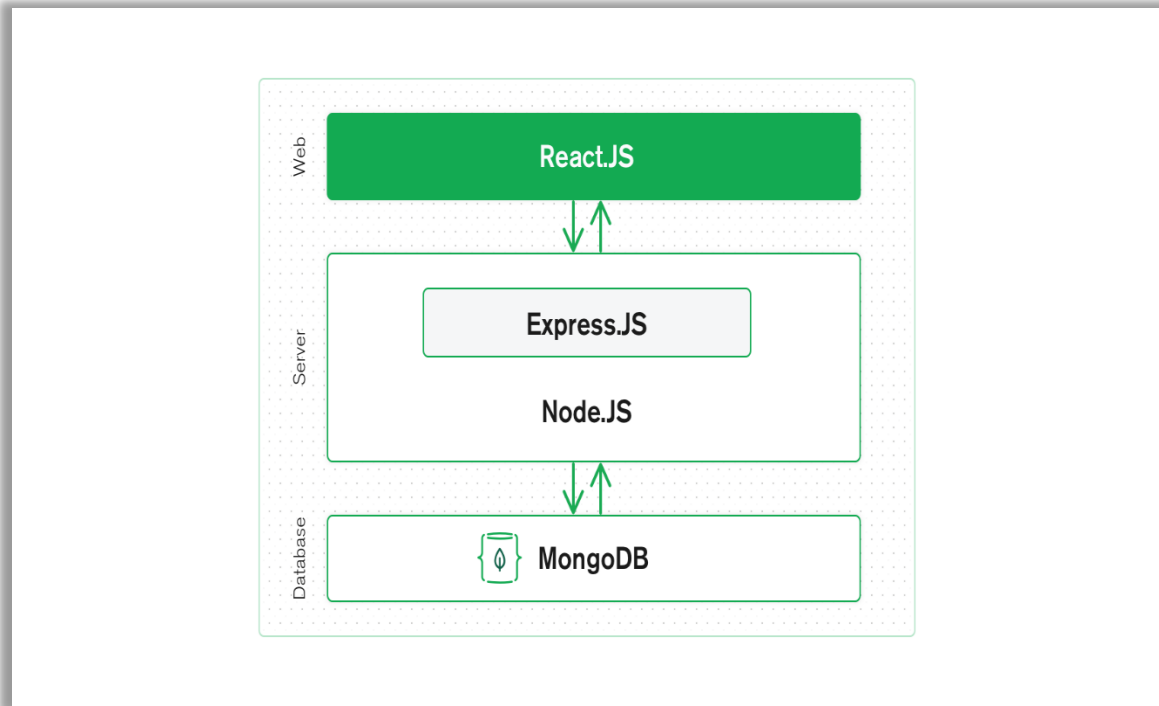 Web
React.JS
Server
Express.JS
Node.JS
Database
MongoDB